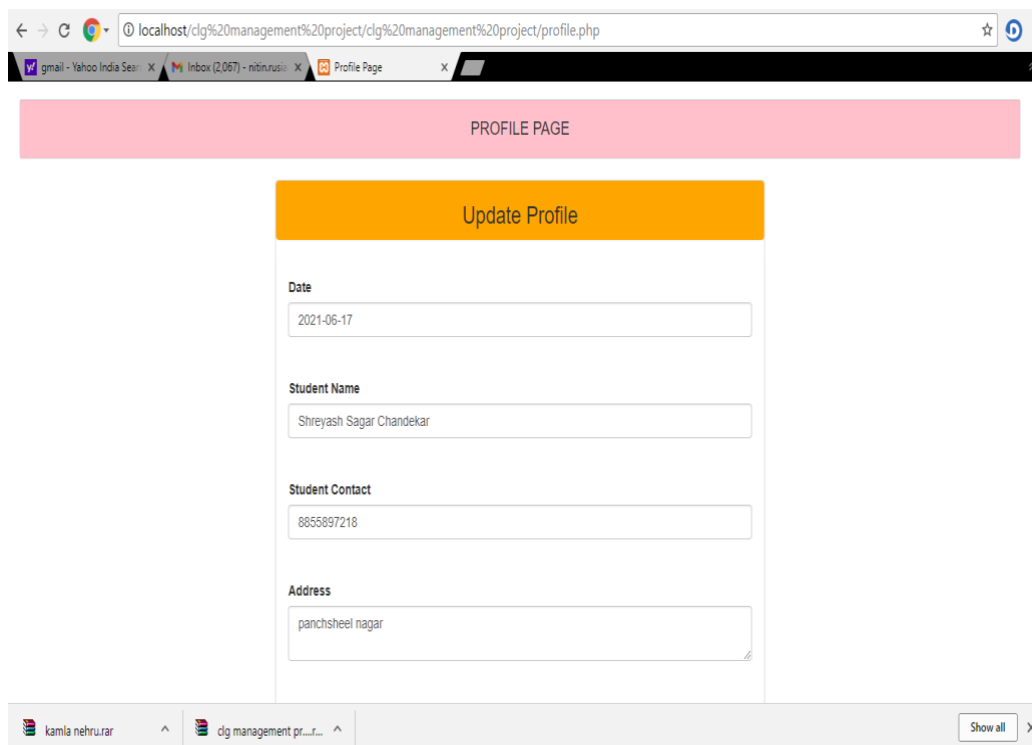 localhost/clg%20management%20project/clg%20management%20project/profile.php
gmail - Yahoo India Sear X Inbox (2,067) - nitin.rusia X Profile Page X
PROFILE PAGE
Update Profile
Date
2021-06-17
Student Name
Shreyash Sagar Chandekar
Student Contact
8855897218
Address
panchsheel nagar
kamla nehru.rar clg management pr....r... Show all X